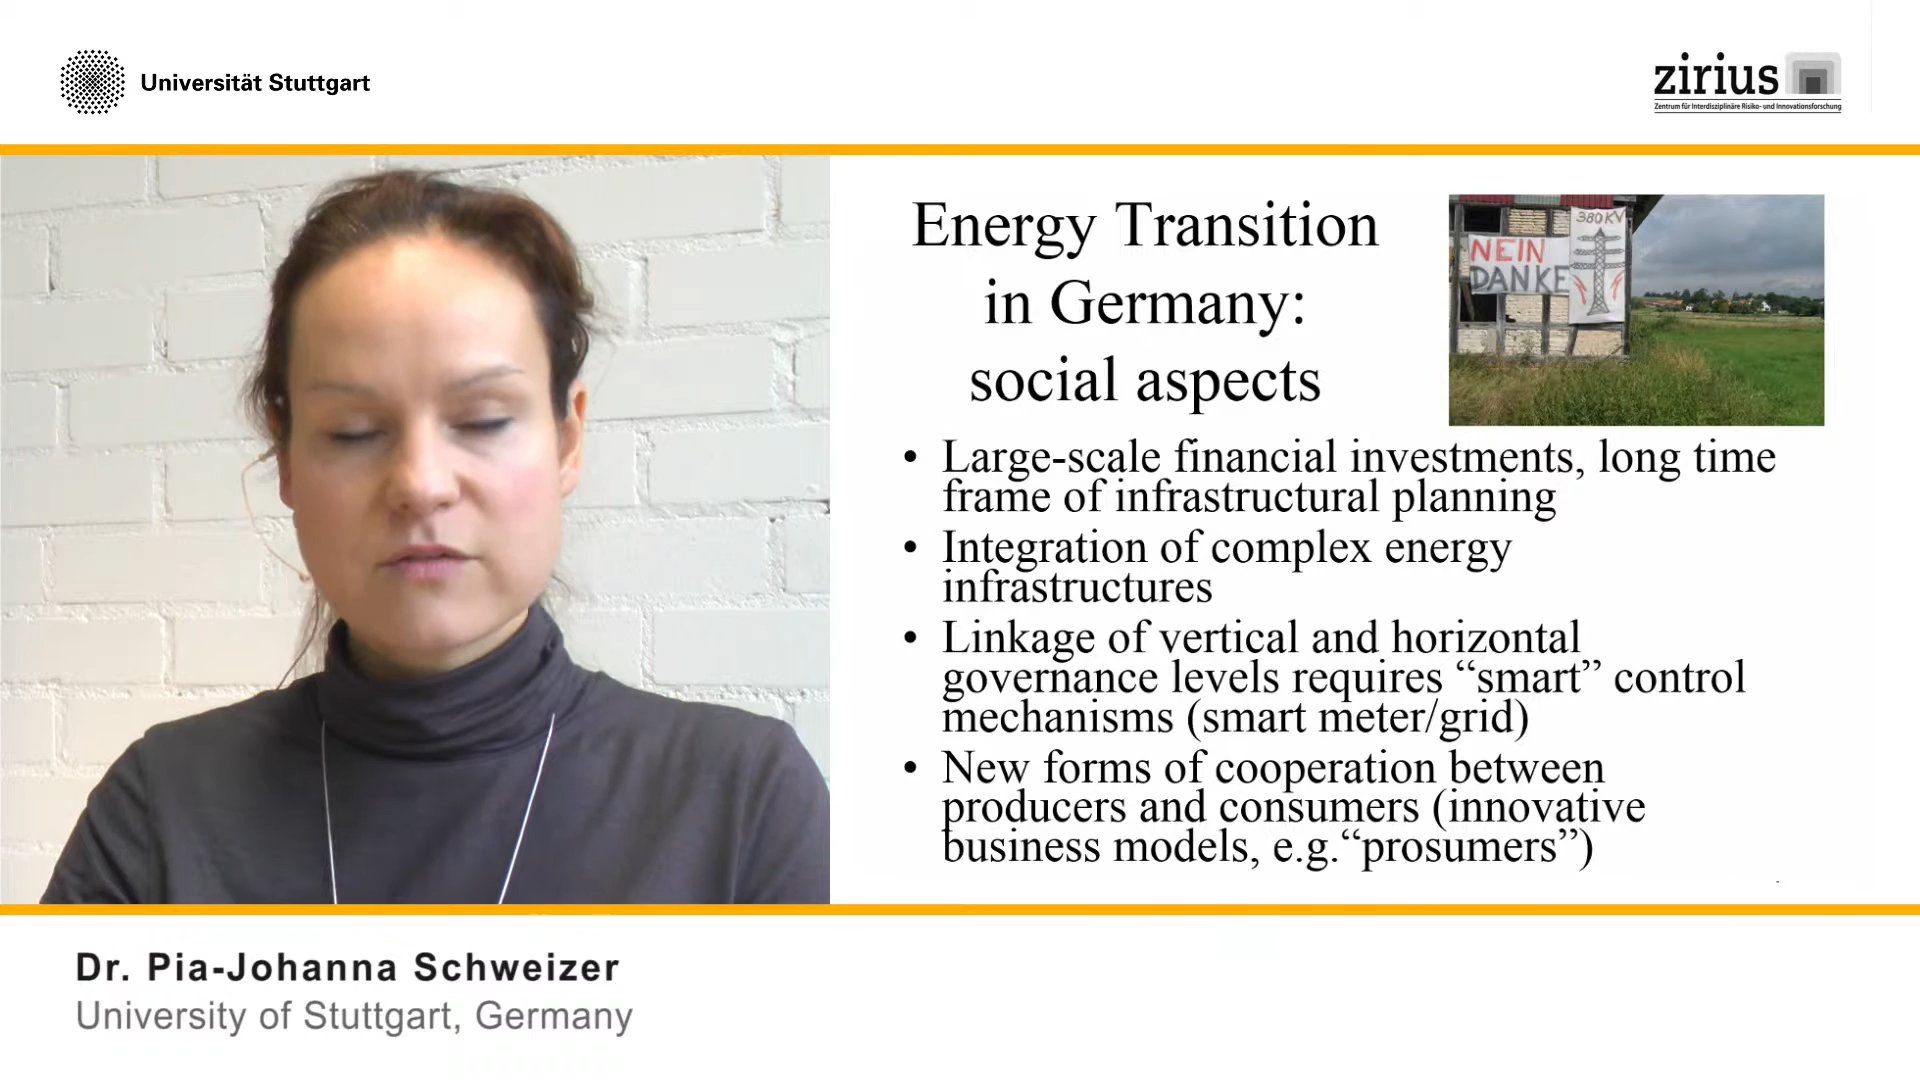 Universität Stuttgart
zirius
Zentrum für Interdisziplinäre Risiko- und Innovationsforschung
Energy Transition
in Germany:
social aspects
380KV
NEIN
DANKE
• Large-scale financial investments, long time
frame of infrastructural planning
• Integration of complex energy
infrastructures
• Linkage of vertical and horizontal
governance levels requires “smart” control
mechanisms (smart meter/grid)
• New forms of cooperation between
producers and consumers (innovative
business models, e.g.“prosumers”)
Dr. Pia-Johanna Schweizer
University of Stuttgart, Germany